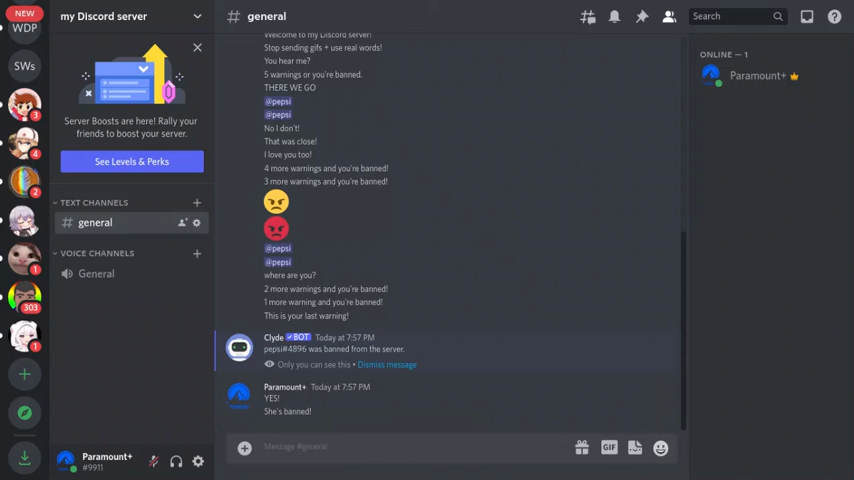 NEW
WDP
SWs
3
4
2
1
303
1
my Discord server
Server Boosts are here! Rally your
friends to boost your server.
See Levels & Perks
TEXT CHANNELS
general
VOICE CHANNELS
General
Paramount+
#9911
general
Search
Welcome to my Discord server!
Stop sending gifs + use real words!
You hear me?
5 warnings or you're banned.
THERE WE GO
@pepsi
@pepsi
No I don't!
That was close!
I love you too!
4 more warnings and you're banned!
3 more warnings and you're banned!
@pepsi
@pepsi
where are you?
2 more warnings and you're banned!
1 more warning and you're banned!
This is your last warning!
Clyde BOT Today at 7:57 PM
pepsi#4896 was banned from the server.
Only you can see this • Dismiss message
Paramount+ Today at 7:57 PM
YES!
She's banned!
Message #general
GIF
ONLINE — 1
Paramount+